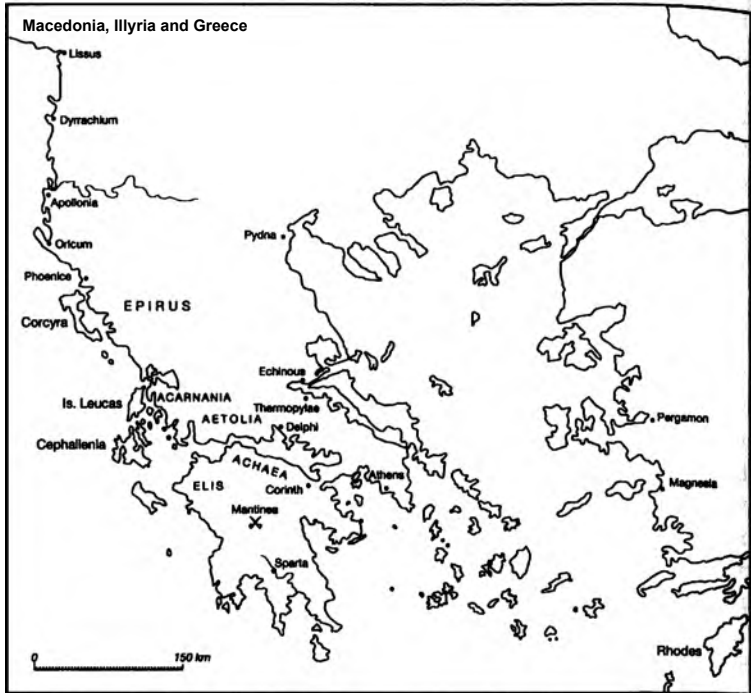 Macedonia, Illyria and Greece
Lissus
Dyrrachium
Apollonia
Oricum
Pydna
Phoenice
EPIRUS
Corcyra
Echinous
Is. Leucas
ACARNANIA
Thermopylae
AETOLIA
Delphi
Pergamon
Cephallenia
ACHAEA
Athens
ELIS
Corinth
Magnesia
Mantinea
Sparta
Rhodes
0 150 km